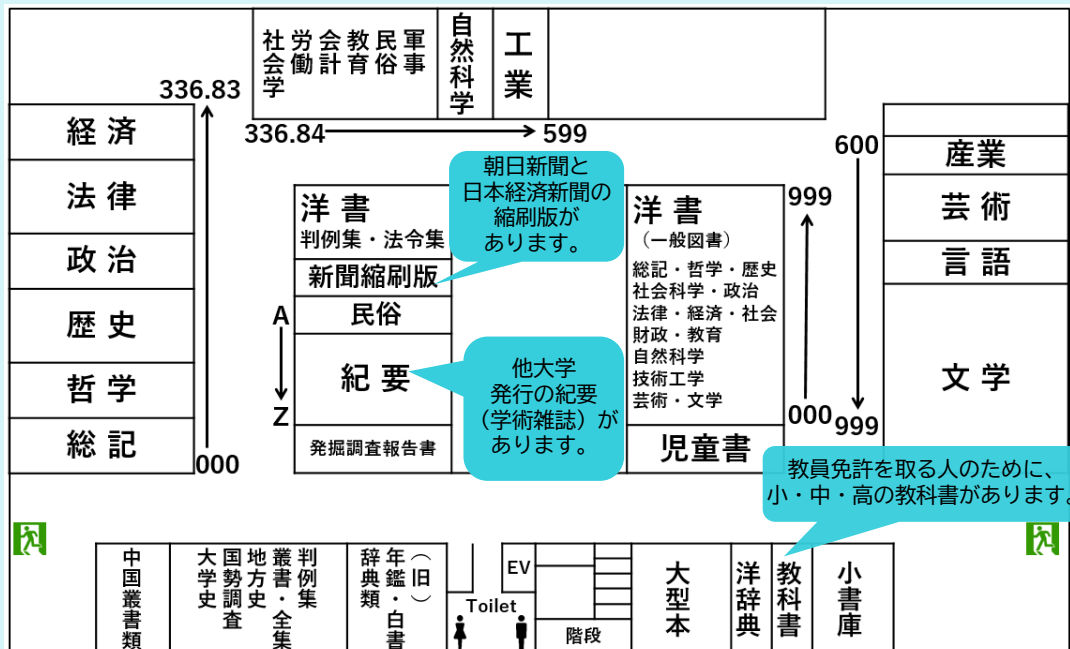 社会学
労働
会計
教育
民俗
軍事
自然科学
工業
336.83
336.84
599
経済
法律
政治
歴史
哲学
総記
000
600
産業
芸術
言語
文学
999
洋書
判例集・法令集
新聞縮刷版
民俗
紀要
発掘調査報告書
A
Z
朝日新聞と
日本経済新聞の
縮刷版が
あります。
他大学
発行の紀要
（学術雑誌）が
あります。
洋書
（一般図書）
総記・哲学・歴史
社会科学・政治
法律・経済・社会
財政・教育
自然科学
技術工学
芸術・文学
児童書
999
000
教員免許を取る人のために、
小・中・高の教科書があります。
中国叢書類
大学史
国勢調査
地方史
叢書・全集
判例集
辞典類
年鑑・白書
（旧）
Toilet
EV
階段
大型本
洋辞典
教科書
小書庫